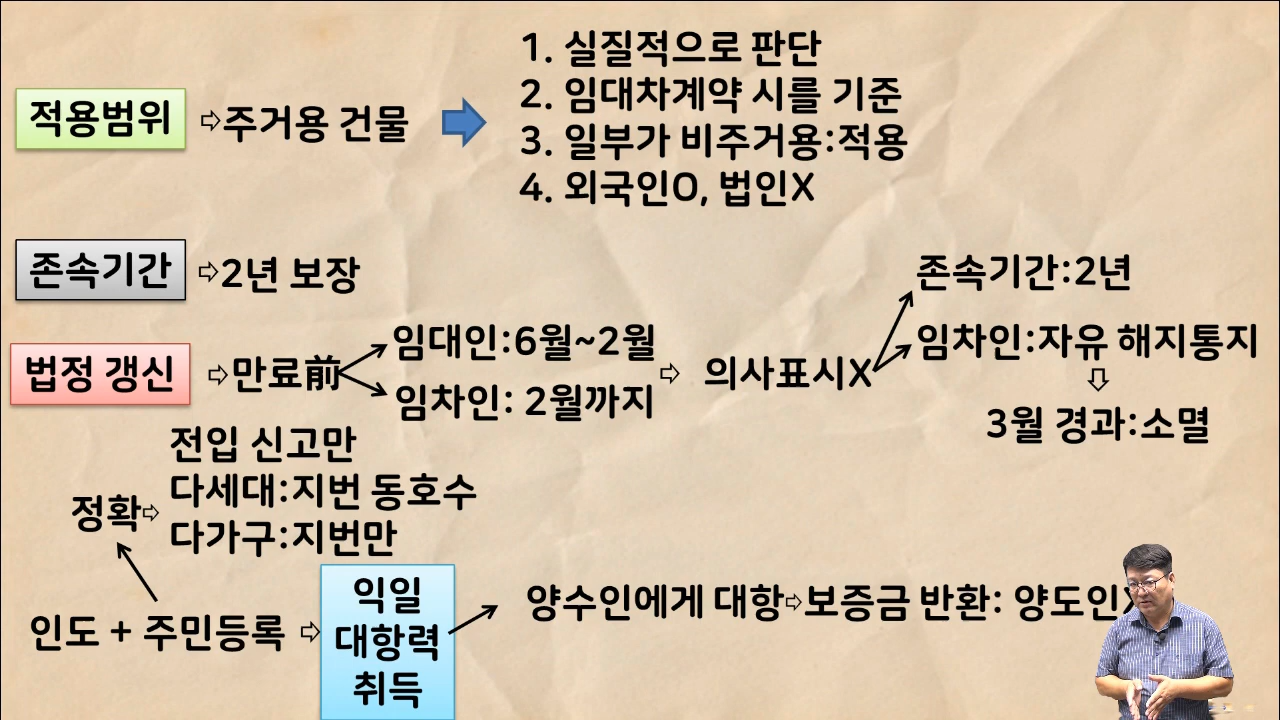 1. 실질적으로 판단
2. 임대차계약 시를 기준
적용범위 ⇨주거용 건물
3. 일부가 비주거용:적용
4. 외국인O, 법인X
존속기간 ⇨2년 보장
존속기간:2년
법정 갱신 ⇨만료前
임대인:6월~2월
임차인: 2월까지
⇨ 의사표시X
임차인:자유 해지통지
3월 경과:소멸
전입 신고만
정확⇨
다세대:지번 동호수
다가구:지번만
인도 + 주민등록 ⇨
익일
대항력
취득
양수인에게 대항⇨보증금 반환: 양도인X